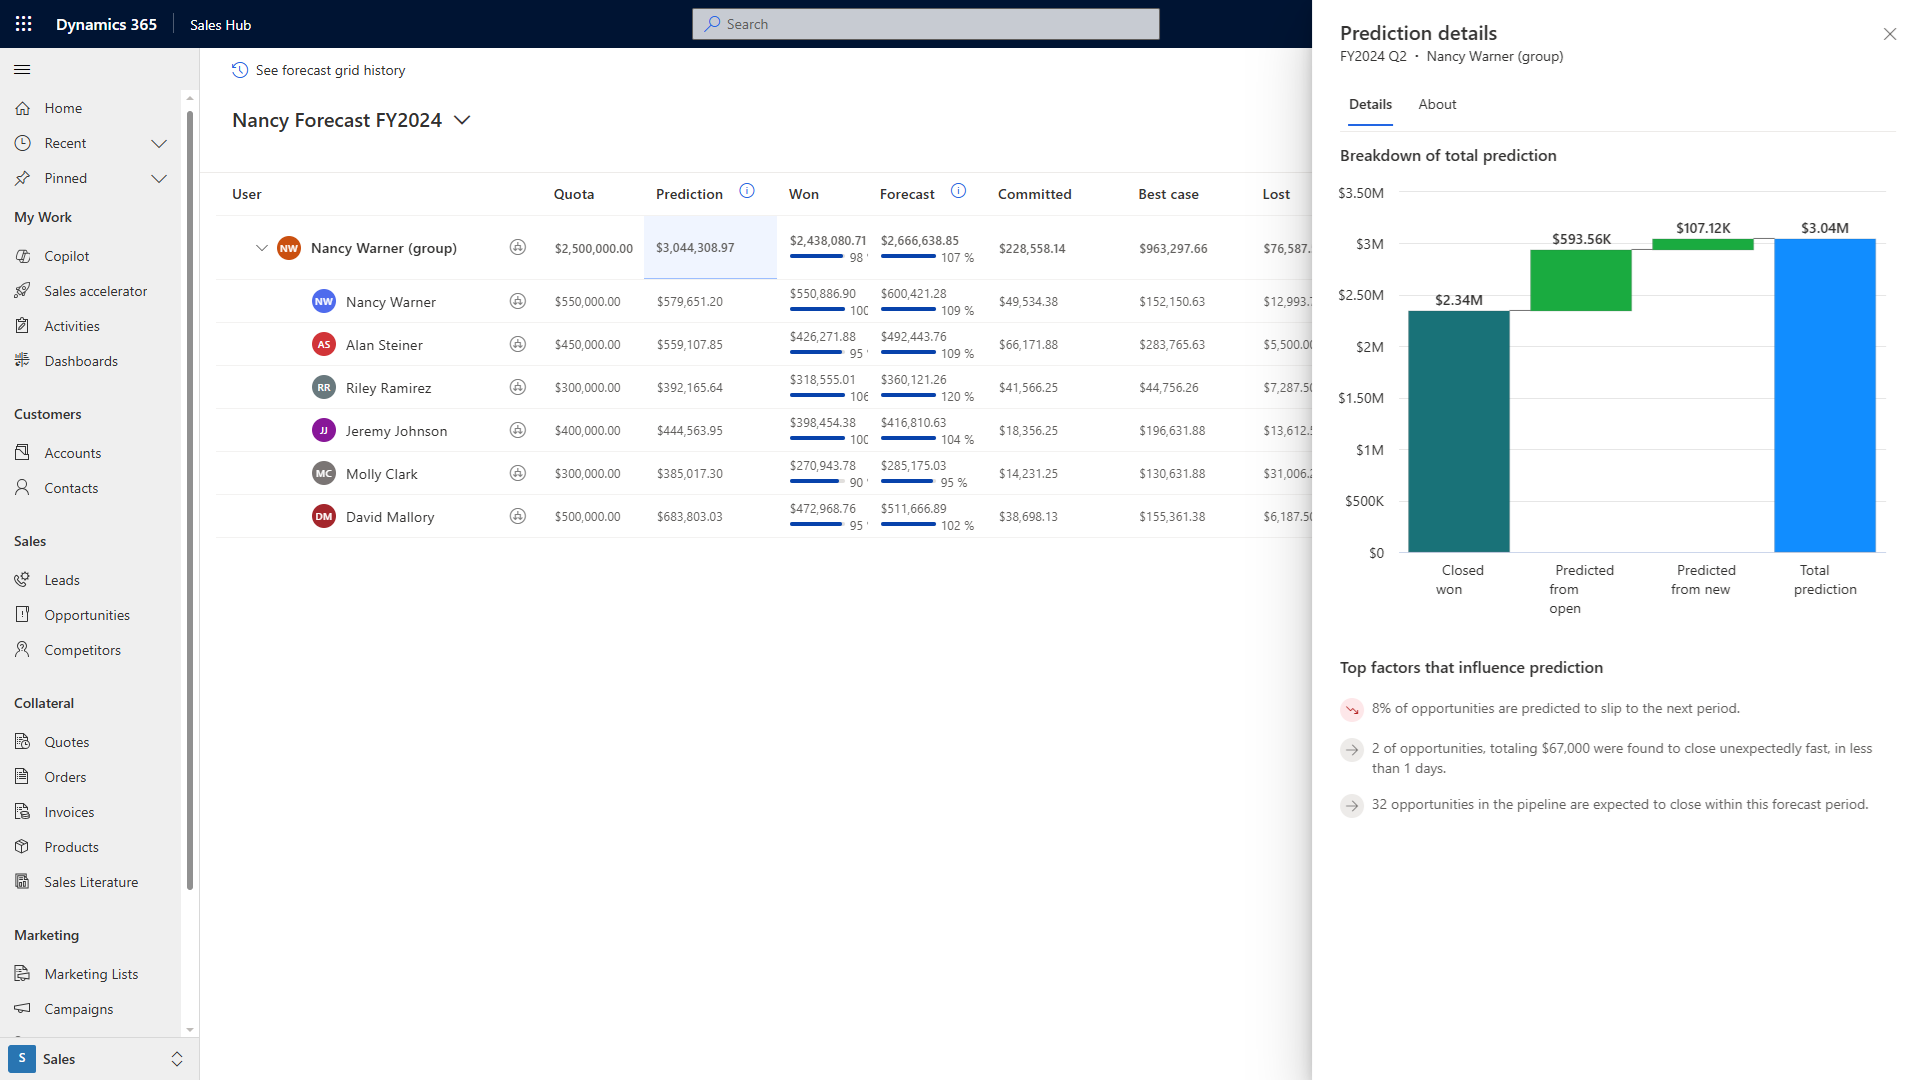 Dynamics 365
Sales Hub
Search
Home
Recent
Pinned
My Work
Copilot
Sales accelerator
Activities
Dashboards
Customers
Accounts
Contacts
Sales
Leads
Opportunities
Competitors
Collateral
Quotes
Orders
Invoices
Products
Sales Literature
Marketing
Marketing Lists
Campaigns
S Sales
See forecast grid history
Nancy Forecast FY2024
User Quota Prediction Won Forecast Committed Best case Lost
NW Nancy Warner (group) $2,500,000.00 $3,044,308.97 $2,438,080.71 98 $2,666,638.85 107 % $228,558.14 $963,297.66 $76,587.
NW Nancy Warner $550,000.00 $579,651.20 $550,886.90 100 $600,421.28 109 % $49,534.38 $152,150.63 $12,993.
AS Alan Steiner $450,000.00 $559,107.85 $426,271.88 95 $492,443.76 109 % $66,171.88 $283,765.63 $5,500.00
RR Riley Ramirez $300,000.00 $392,165.64 $318,555.01 106 $360,121.26 120 % $41,566.25 $44,756.26 $7,287.50
JJ Jeremy Johnson $400,000.00 $444,563.95 $398,454.38 100 $416,810.63 104 % $18,356.25 $196,631.88 $13,612.
MC Molly Clark $300,000.00 $385,017.30 $270,943.78 90 $285,175.03 95 % $14,231.25 $130,631.88 $31,006.
DM David Mallory $500,000.00 $683,803.03 $472,968.76 95 $511,666.89 102 % $38,698.13 $155,361.38 $6,187.50
Prediction details
FY2024 Q2 · Nancy Warner (group)
Details About
Breakdown of total prediction
$3.50M
$3M
$2.50M
$2M
$1.50M
$1M
$500K
$0
$2.34M
$593.56K
$107.12K
$3.04M
Closed
won
Predicted
from
open
Predicted
from new
Total
prediction
Top factors that influence prediction
8% of opportunities are predicted to slip to the next period.
2 of opportunities, totaling $67,000 were found to close unexpectedly fast, in less
than 1 days.
32 opportunities in the pipeline are expected to close within this forecast period.